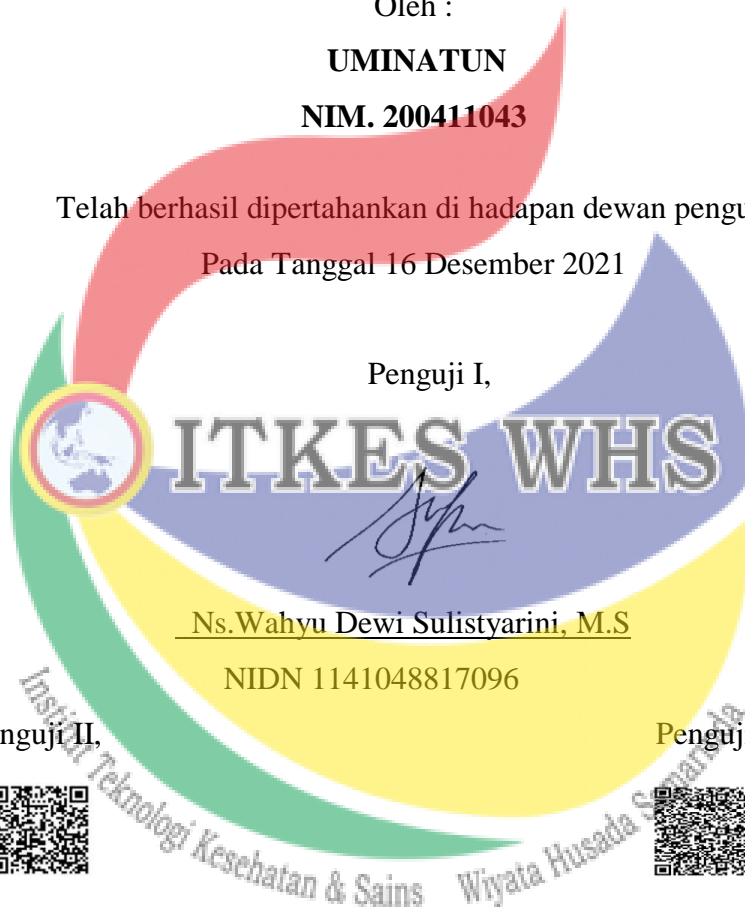 Oleh :
UMINATUN
NIM. 200411043
Telah berhasil dipertahankan di hadapan dewan pengu
Pada Tanggal 16 Desember 2021
Penguji I,
ITKES WHS
Ns.Wahyu Dewi Sulistyarini, M.S
NIDN 1141048817096
nguji II,
Penguj
Institut Teknologi Kesehatan & Sains Wiyata Husada Samarinda